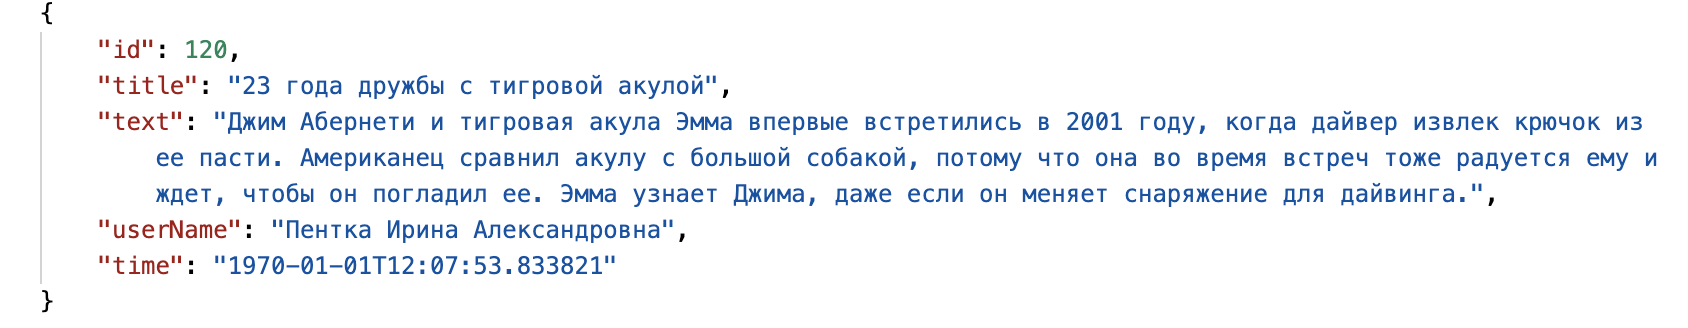 {
"id": 120,
"title": "23 года дружбы с тигровой акулой",
"text": "Джим Абернети и тигровая акула Эмма впервые встретились в 2001 году, когда дайвер извлек крючок из
ее пасти. Американец сравнил акулу с большой собакой, потому что она во время встреч тоже радуется ему и
ждет, чтобы он погладил ее. Эмма узнает Джима, даже если он меняет снаряжение для дайвинга.",
"userName": "Пентка Ирина Александровна",
"time": "1970-01-01T12:07:53.833821"
}